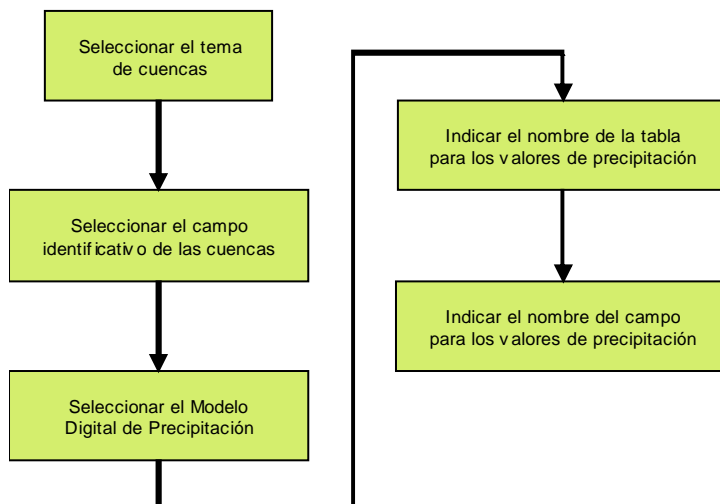 Seleccionar el tema
de cuencas
Seleccionar el campo
identificativo de las cuencas
Seleccionar el Modelo
Digital de Precipitación
Indicar el nombre de la tabla
para los valores de precipitación
Indicar el nombre del campo
para los valores de precipitación